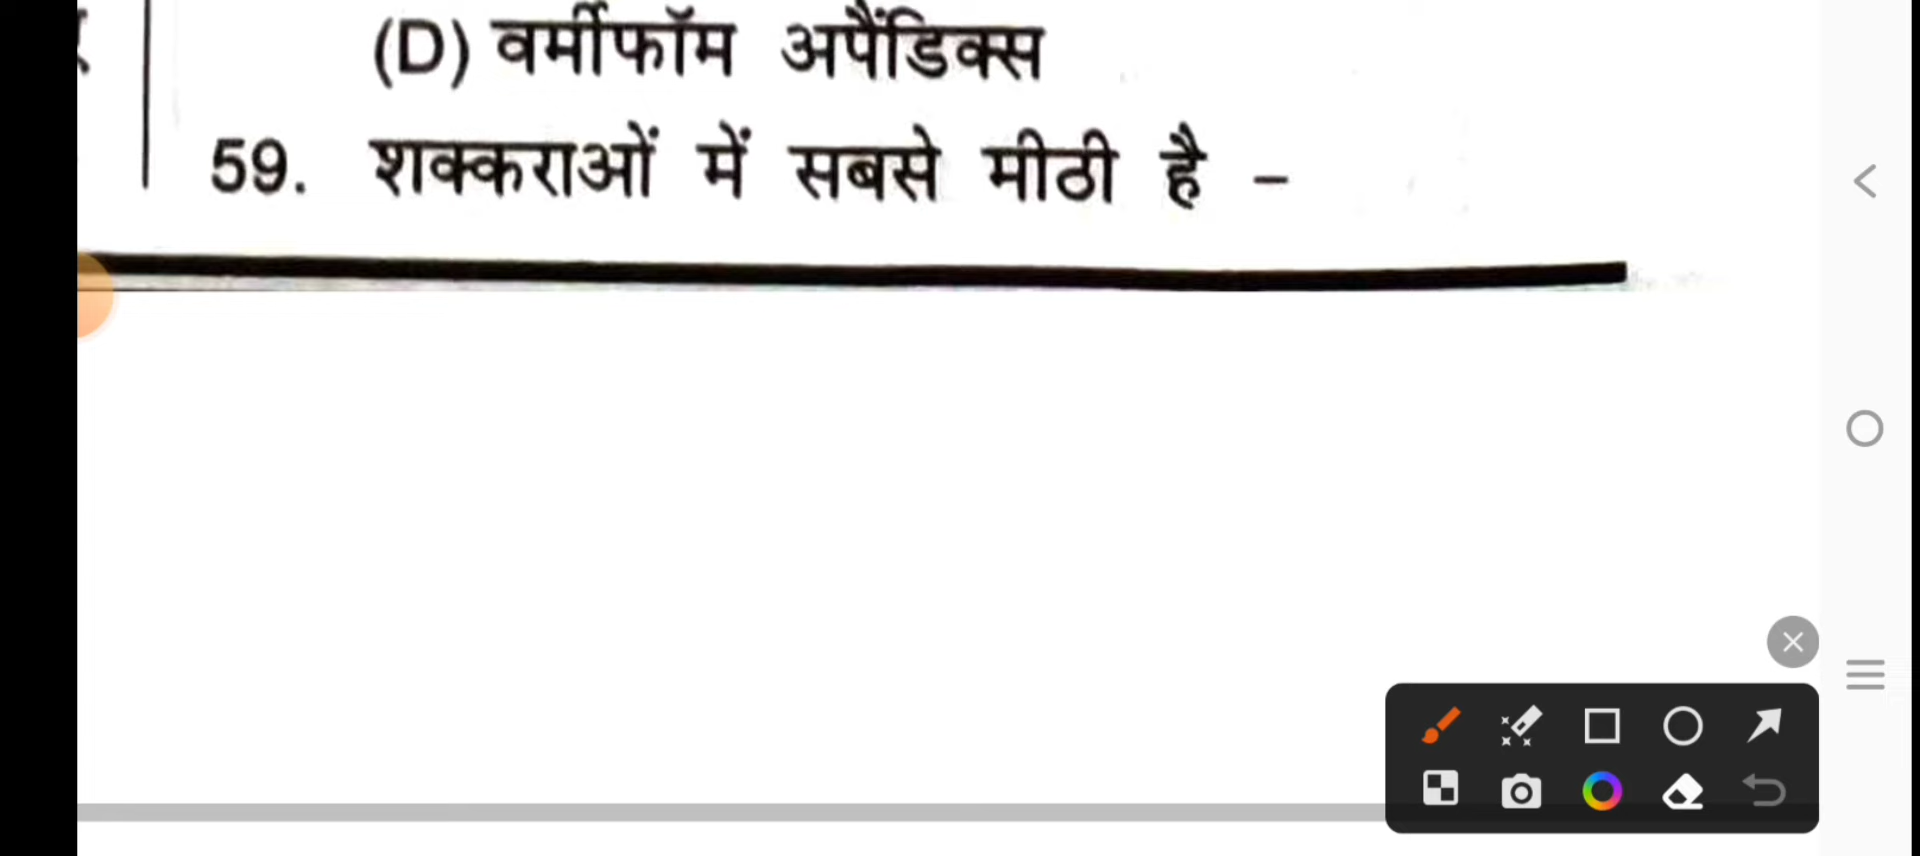 (D) वर्मीफॉम अपैंडिक्स
59. शक्कराओं में सबसे मीठी है –